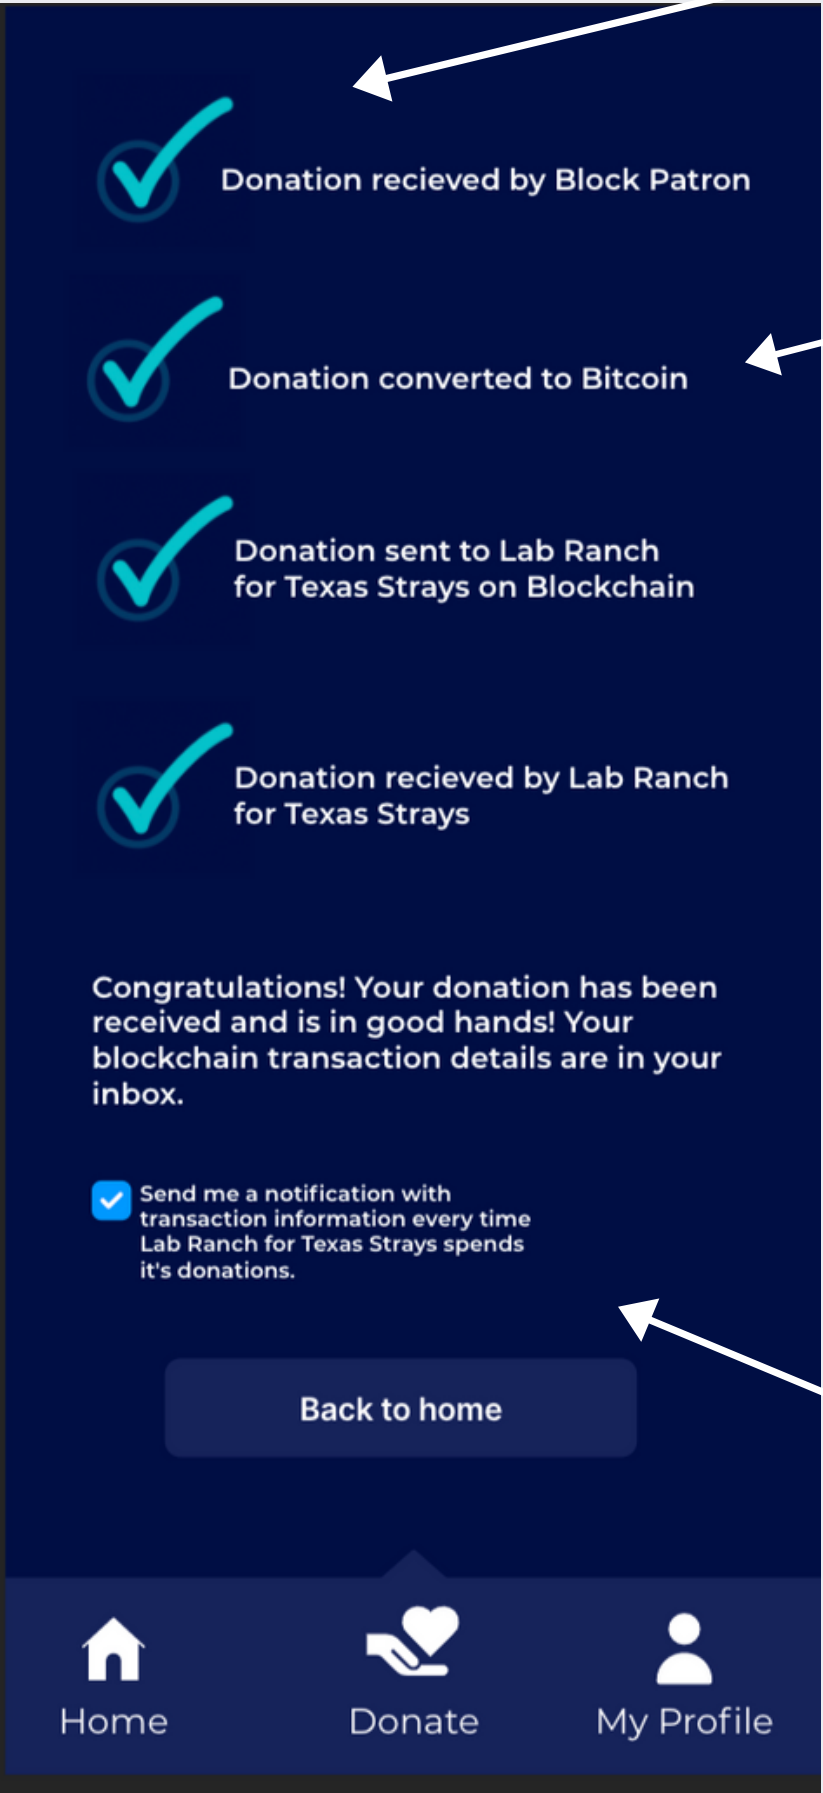 Donation recieved by Block Patron
Donation converted to Bitcoin
Donation sent to Lab Ranch
for Texas Strays on Blockchain
Donation recieved by Lab Ranch
for Texas Strays
Congratulations! Your donation has been
received and is in good hands! Your
blockchain transaction details are in your
inbox.
Send me a notification with
transaction information every time
Lab Ranch for Texas Strays spends
it's donations.
Back to home
Home
Donate
My Profile